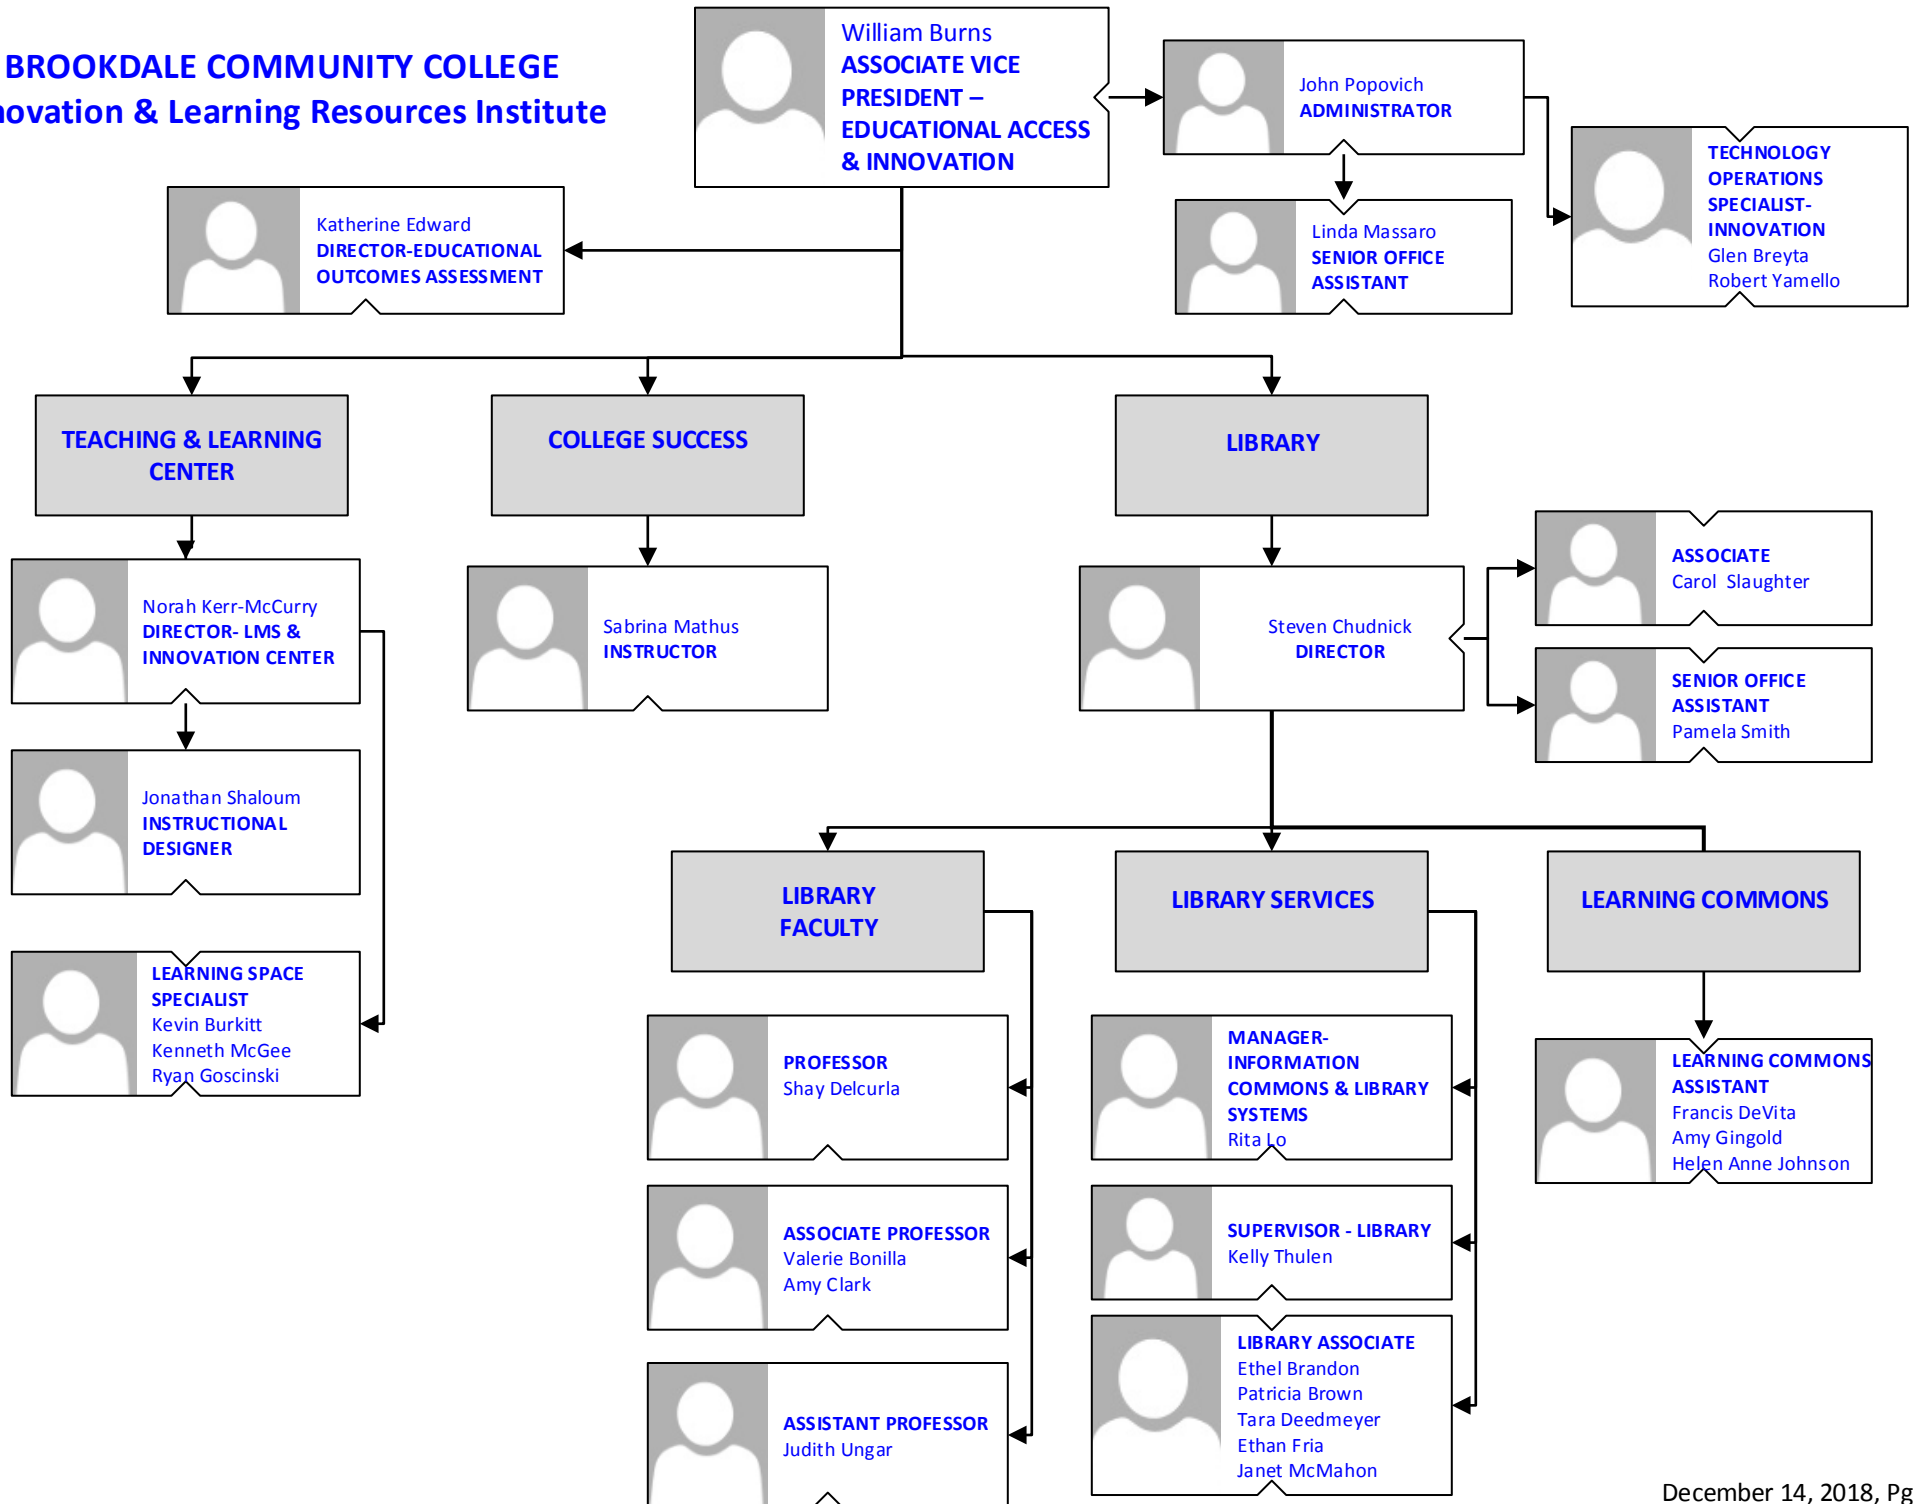 BROOKDALE COMMUNITY COLLEGE
novation & Learning Resources Institute
William Burns
ASSOCIATE VICE
PRESIDENT –
EDUCATIONAL ACCESS
& INNOVATION
John Popovich
ADMINISTRATOR
TECHNOLOGY
OPERATIONS
SPECIALIST-
INNOVATION
Glen Breyta
Robert Yamello
Katherine Edward
DIRECTOR-EDUCATIONAL
OUTCOMES ASSESSMENT
Linda Massaro
SENIOR OFFICE
ASSISTANT
TEACHING & LEARNING
CENTER
COLLEGE SUCCESS
LIBRARY
Norah Kerr-McCurry
DIRECTOR- LMS &
INNOVATION CENTER
Sabrina Mathus
INSTRUCTOR
Steven Chudnick
DIRECTOR
ASSOCIATE
Carol  Slaughter
SENIOR OFFICE
ASSISTANT
Pamela Smith
Jonathan Shaloum
INSTRUCTIONAL
DESIGNER
LEARNING SPACE
SPECIALIST
Kevin Burkitt
Kenneth McGee
Ryan Goscinski
LIBRARY
FACULTY
LIBRARY SERVICES
LEARNING COMMONS
PROFESSOR
Shay Delcurla
ASSOCIATE PROFESSOR
Valerie Bonilla
Amy Clark
ASSISTANT PROFESSOR
Judith Ungar
MANAGER-
INFORMATION
COMMONS & LIBRARY
SYSTEMS
Rita Lo
SUPERVISOR - LIBRARY
Kelly Thulen
LIBRARY ASSOCIATE
Ethel Brandon
Patricia Brown
Tara Deedmeyer
Ethan Fria
Janet McMahon
LEARNING COMMONS
ASSISTANT
Francis DeVita
Amy Gingold
Helen Anne Johnson
December 14, 2018, Pg